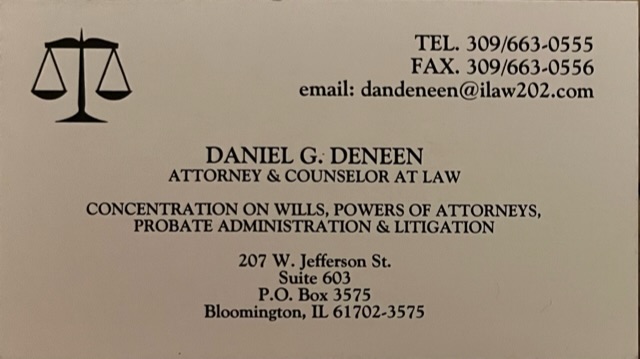 TEL. 309/663-0555
FAX. 309/663-0556
email: dandeneen@ilaw202.com
DANIEL G. DENEEN
ATTORNEY & COUNSELOR AT LAW
CONCENTRATION ON WILLS, POWERS OF ATTORNEYS,
PROBATE ADMINISTRATION & LITIGATION
207 W. Jefferson St.
Suite 603
P.O. Box 3575
Bloomington, IL 61702-3575